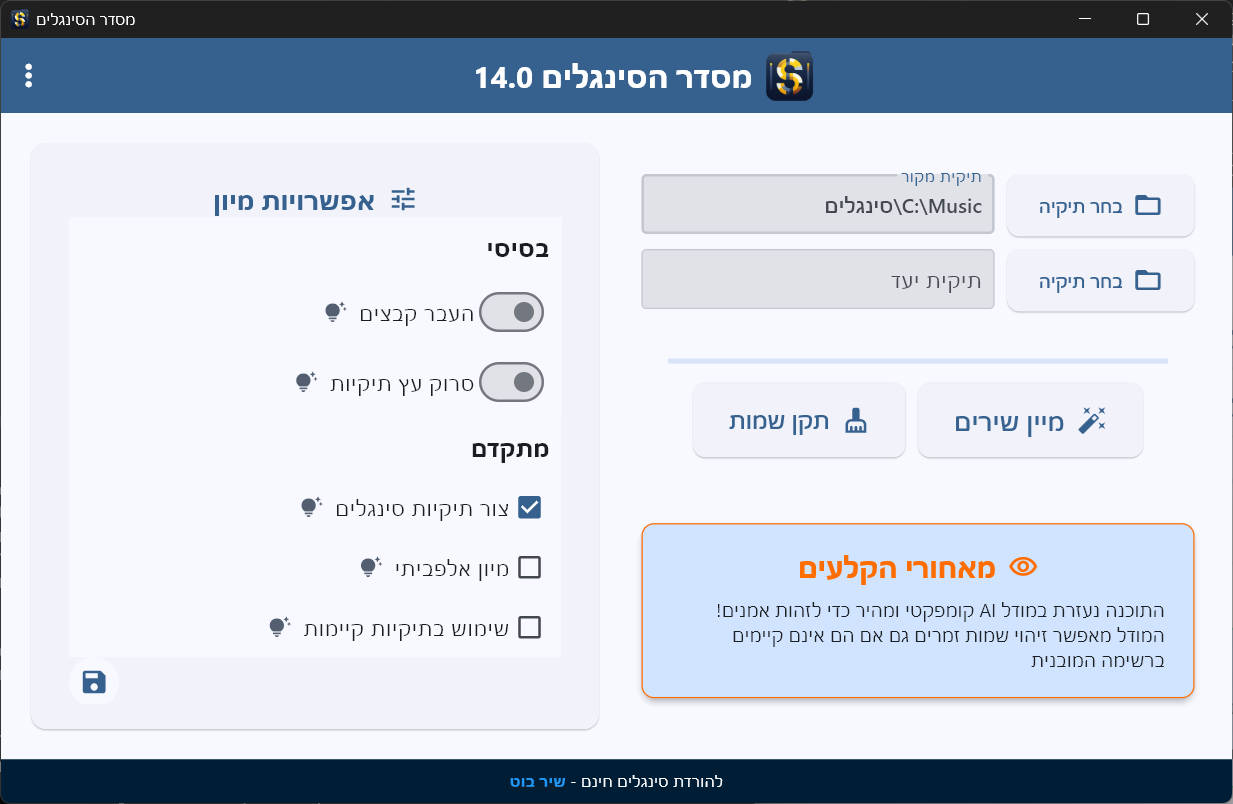 מסדר הסינגלים
מסדר הסינגלים 14.0
תיקית מקור
בחר תיקיה
C:\Music\סינגלים
בחר תיקיה
תיקית יעד
מיין שירים
תקן שמות
מאחורי הקלעים
התוכנה נעזרת במודל AI קומפקטי ומהיר כדי לזהות אמנים!
המודל מאפשר זיהוי שמות זמרים גם אם הם אינם קיימים
ברשימה המובנית
אפשרויות מיון
בסיסי
העבר קבצים
סרוק עץ תיקיות
מתקדם
צור תיקיות סינגלים
מיון אלפביתי
שימוש בתיקיות קיימות
להורדת סינגלים חינם - שיר בוט